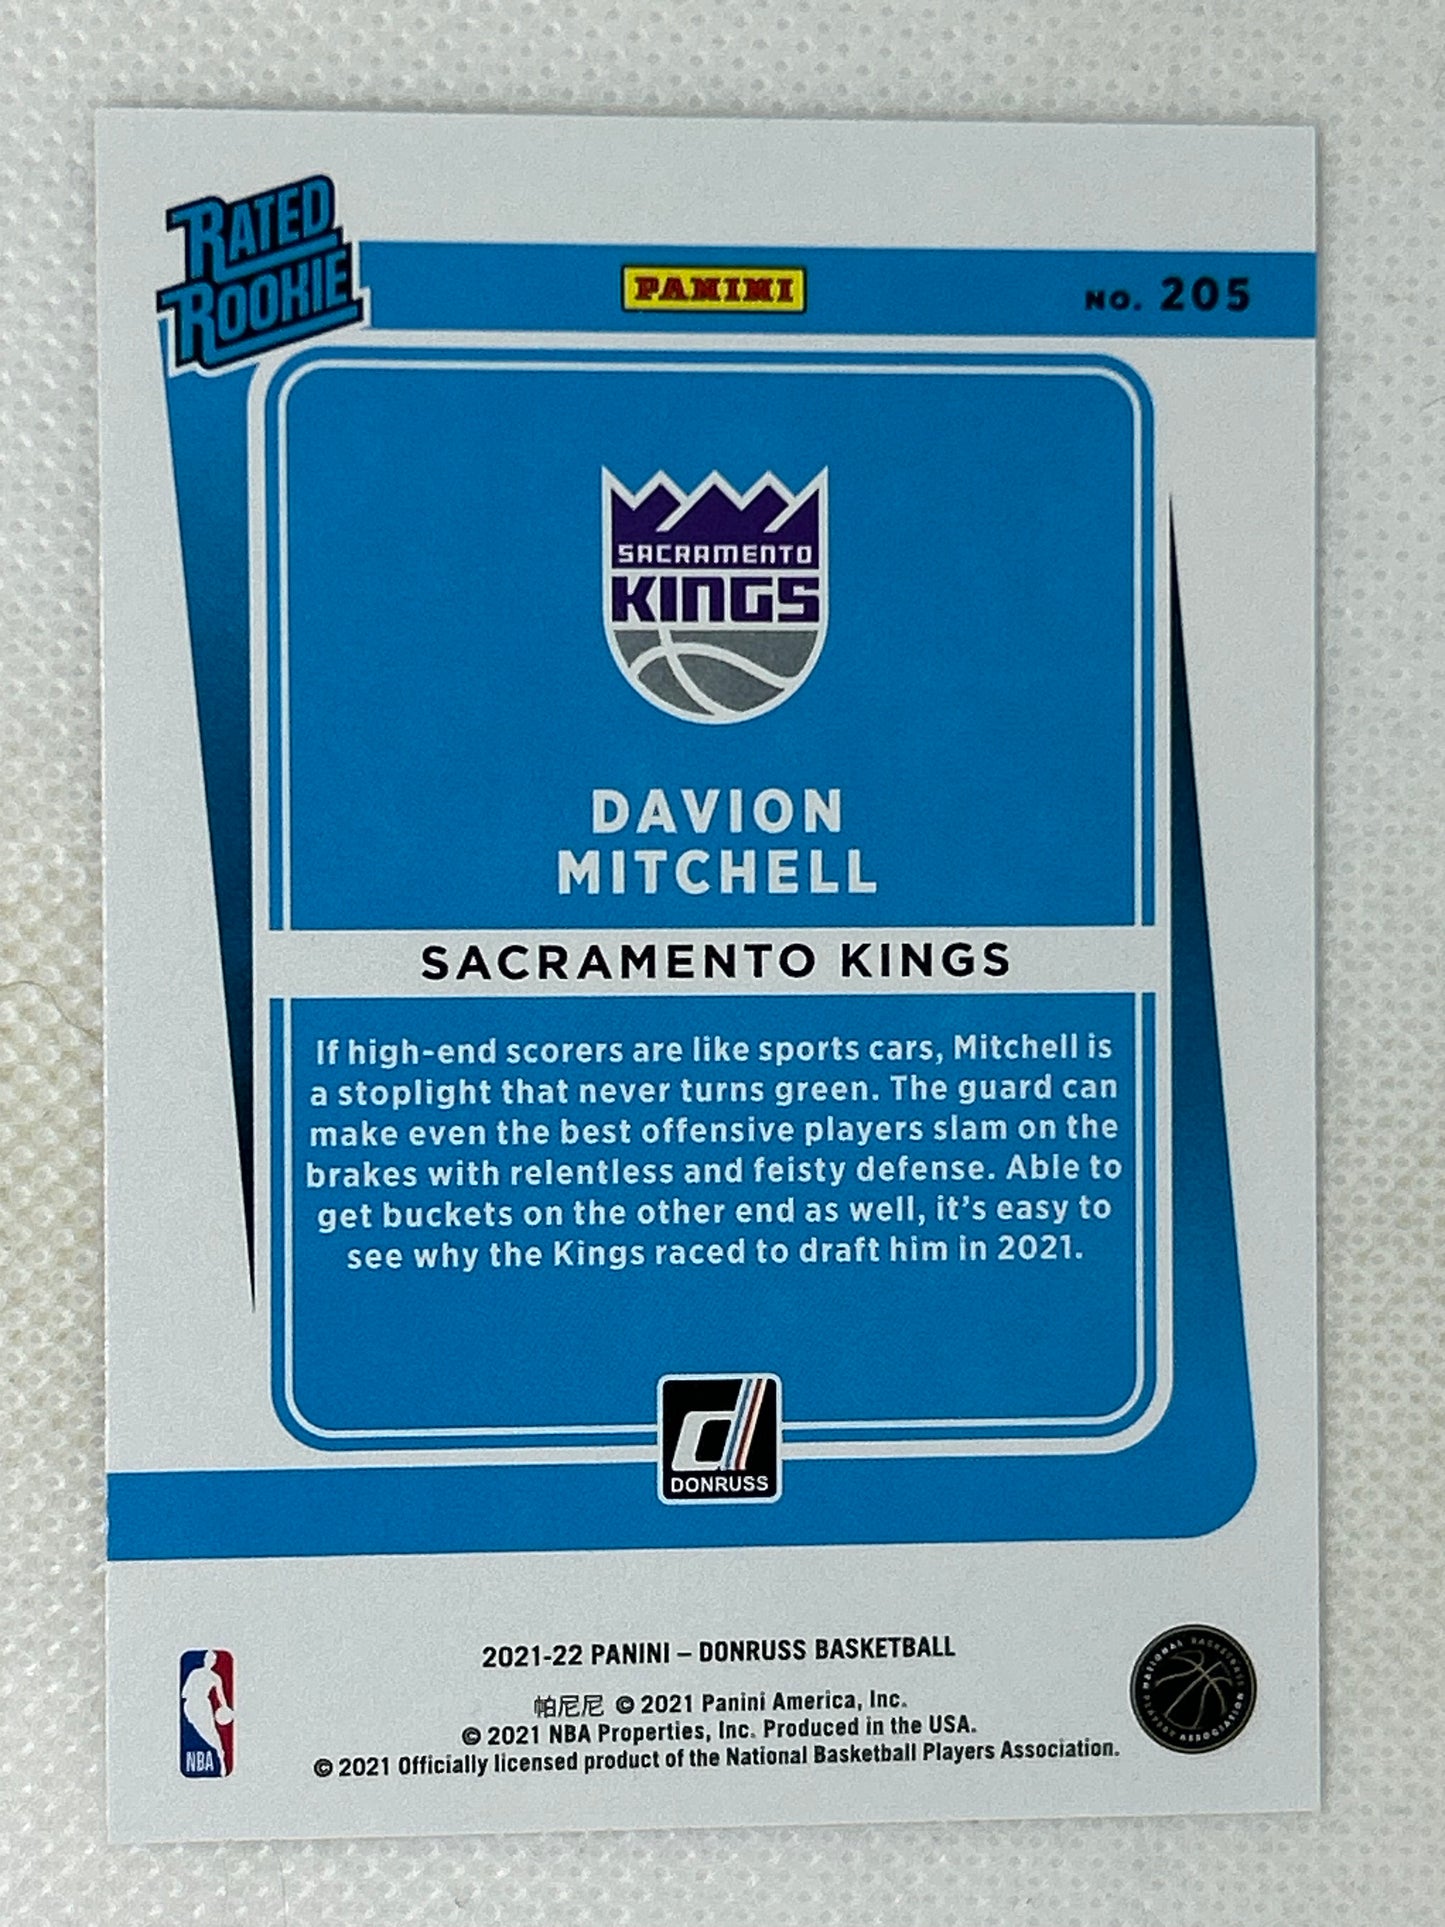 RATED
ROOKIE
PANINI
NO. 205
SACRAMENTO
KINGS
DAVION
MITCHELL
SACRAMENTO KINGS
If high-end scorers are like sports cars, Mitchell is
a stoplight that never turns green. The guard can
make even the best offensive players slam on the
brakes with relentless and feisty defense. Able to
get buckets on the other end as well, it's easy to
see why the Kings raced to draft him in 2021.
d
DONRUSS
2021-22 PANINI – DONRUSS BASKETBALL
帕尼尼 © 2021 Panini America, Inc.
© 2021 NBA Properties, Inc. Produced in the USA.
© 2021 Officially licensed product of the National Basketball Players Association.
NBA
NATIONAL BASKETBALL
PLAYERS ASSOCIATION